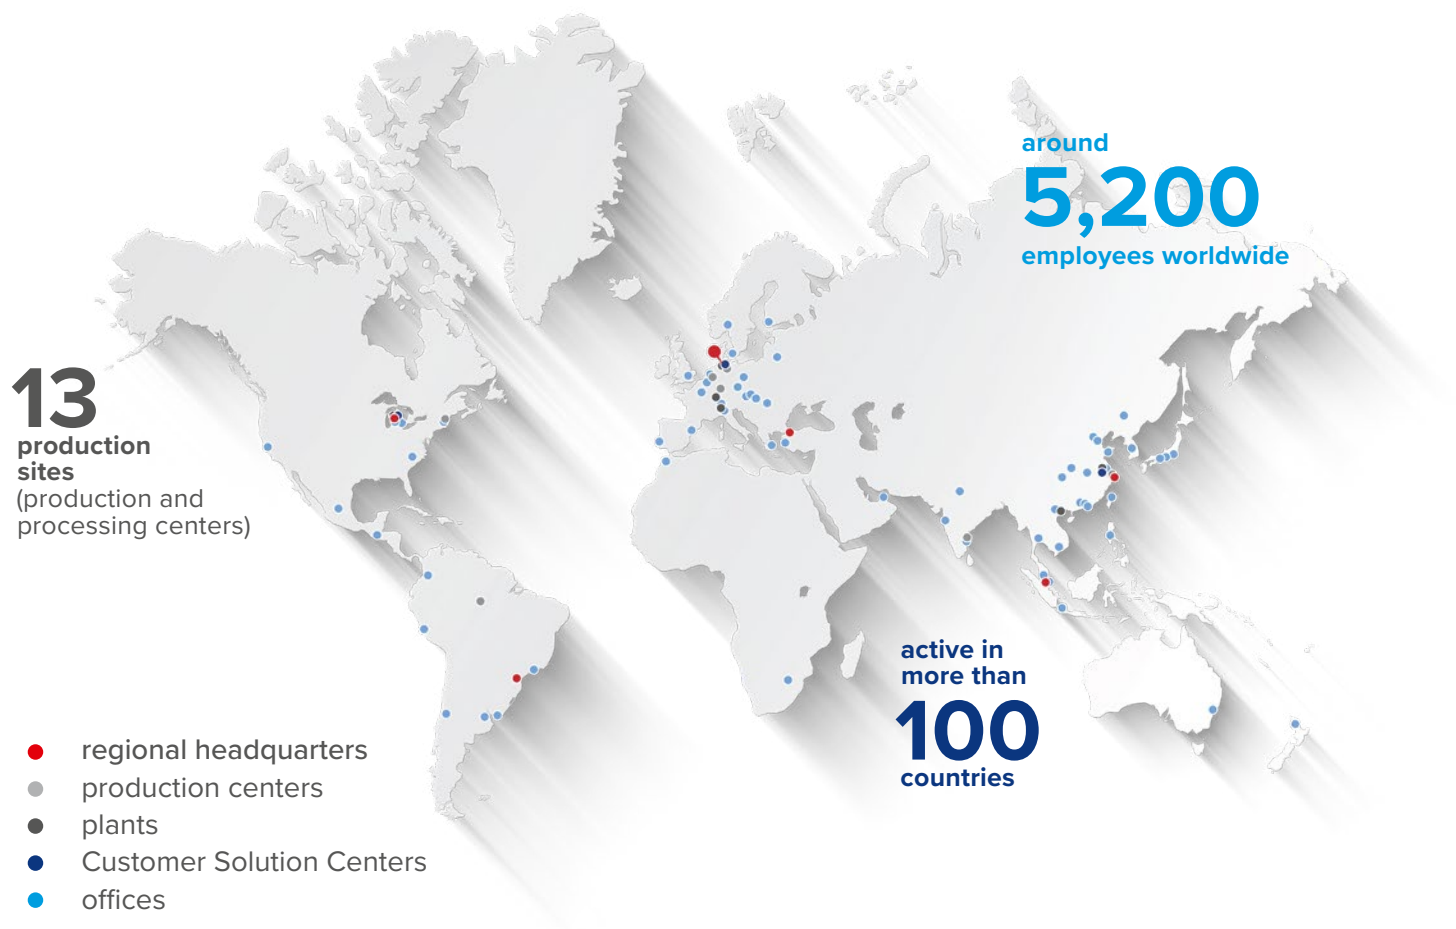 around
5,200
employees worldwide
13
production
sites
(production and
processing centers)
active in
more than
100
countries
regional headquarters
production centers
plants
Customer Solution Centers
offices